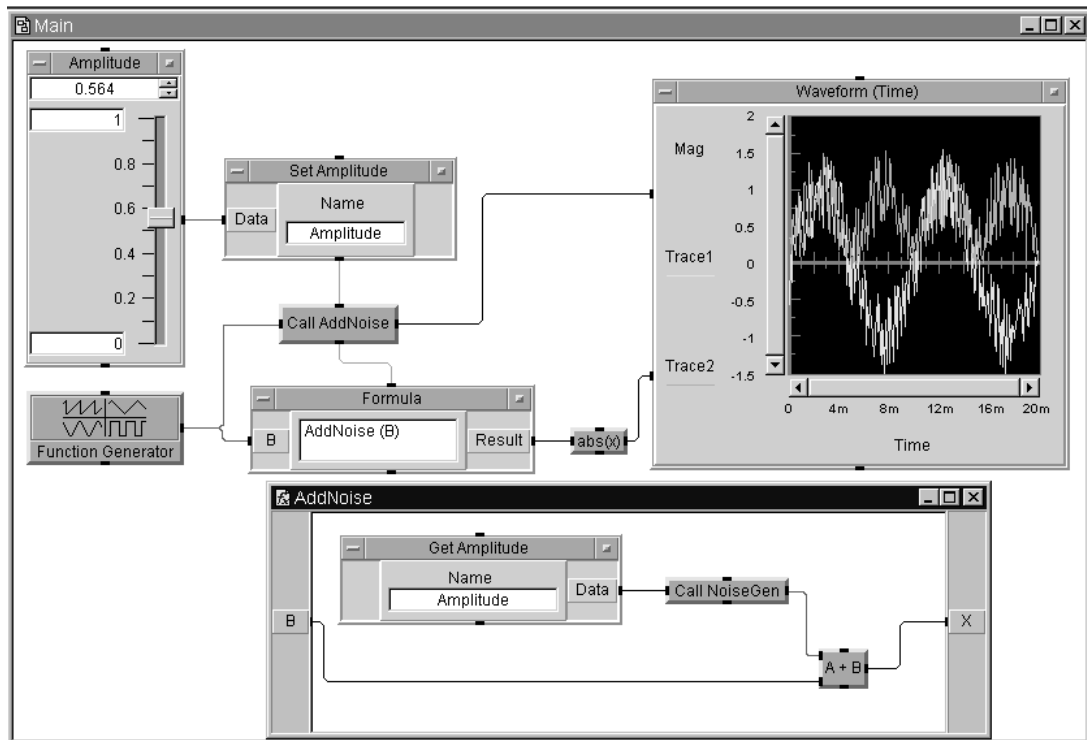 Main
Amplitude
0.564
1
0.8
0.6
0.4
0.2
0
Set Amplitude
Data
Name
Amplitude
Call AddNoise
Function Generator
Formula
B
AddNoise (B)
Result
abs(x)
Waveform (Time)
Mag
Trace1
Trace2
2
1.5
1
0.5
0
-0.5
-1
-1.5
0 4m 8m 12m 16m 20m
Time
AddNoise
B
Get Amplitude
Name
Amplitude
Data
Call NoiseGen
A + B
X